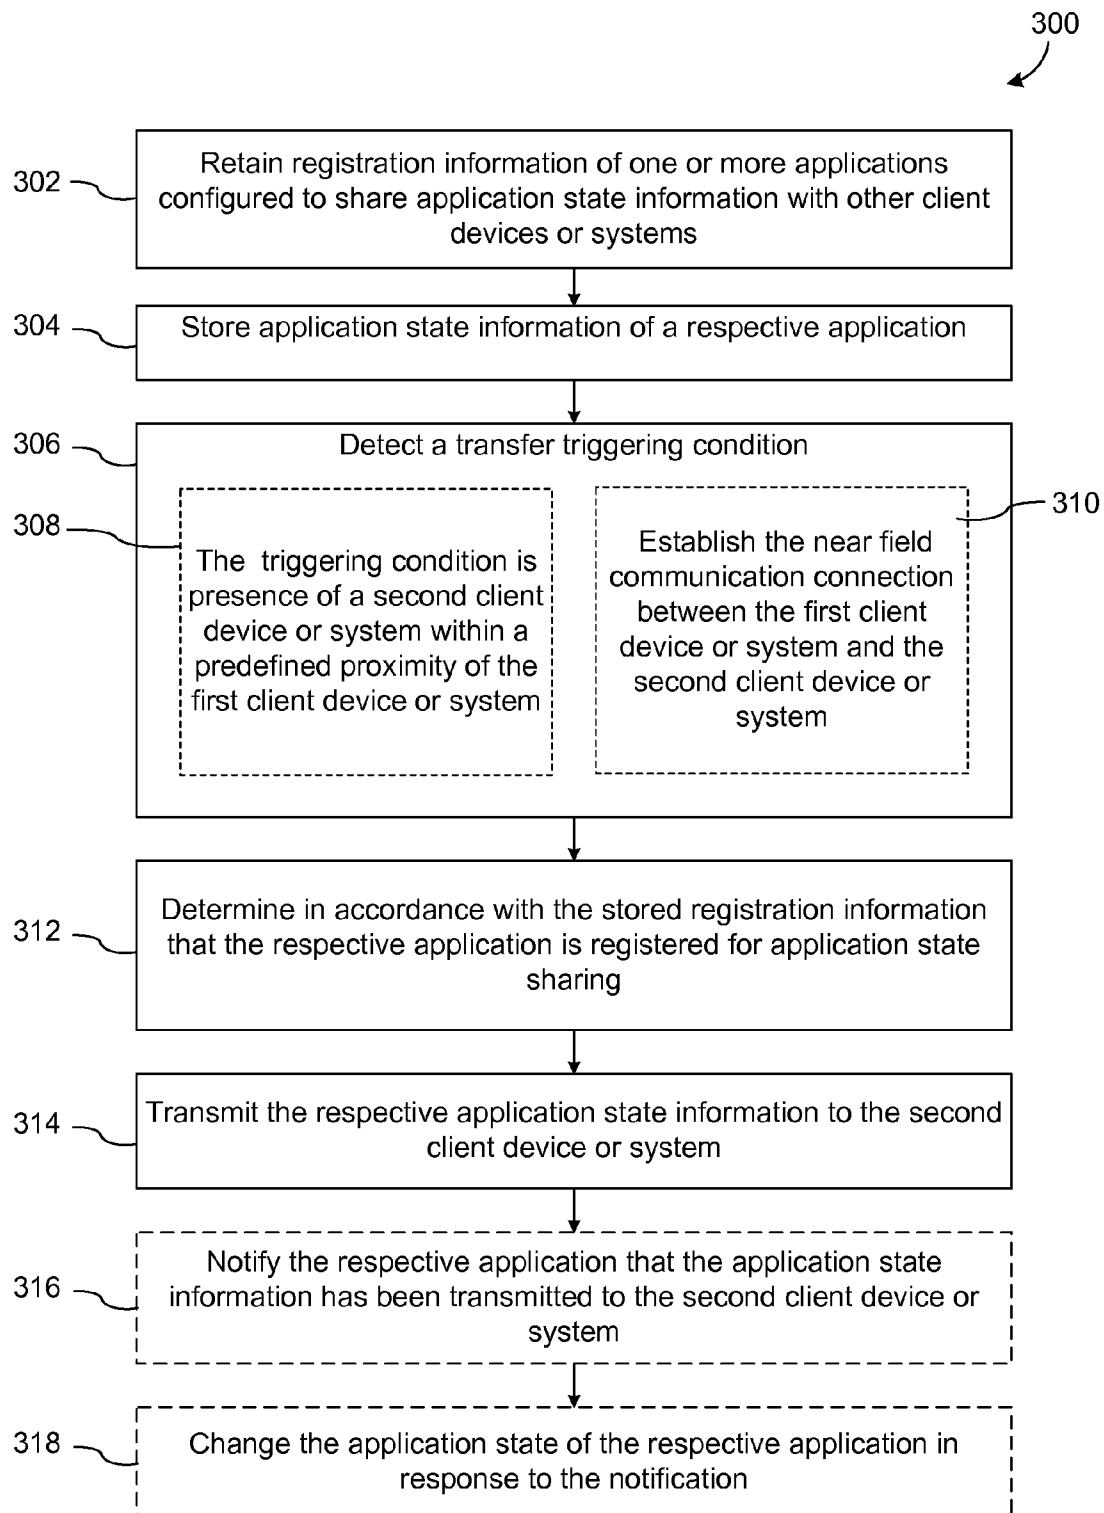 300
302
Retain registration information of one or more applications
configured to share application state information with other client
devices or systems
304
Store application state information of a respective application
306
Detect a transfer triggering condition
308
The triggering condition is
presence of a second client
device or system within a
predefined proximity of the
first client device or system
310
Establish the near field
communication connection
between the first client
device or system and the
second client device or
system
312
Determine in accordance with the stored registration information
that the respective application is registered for application state
sharing
314
Transmit the respective application state information to the second
client device or system
316
Notify the respective application that the application state
information has been transmitted to the second client device or
system
318
Change the application state of the respective application in
response to the notification